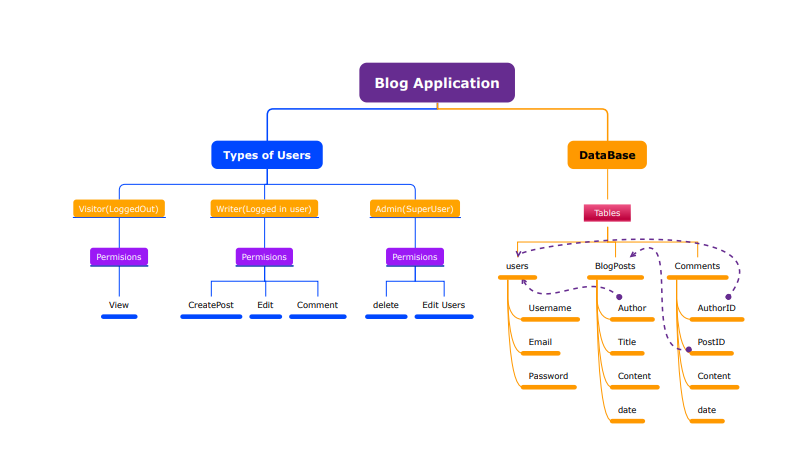 Blog Application
Types of Users
DataBase
Visitor(LoggedOut)
Writer(Logged in user)
Admin(SuperUser)
Tables
Permisions
Permisions
Permisions
users
BlogPosts
Comments
View
CreatePost
Edit
Comment
delete
Edit Users
Username
Author
AuthorID
Email
Title
PostID
Password
Content
Content
date
date